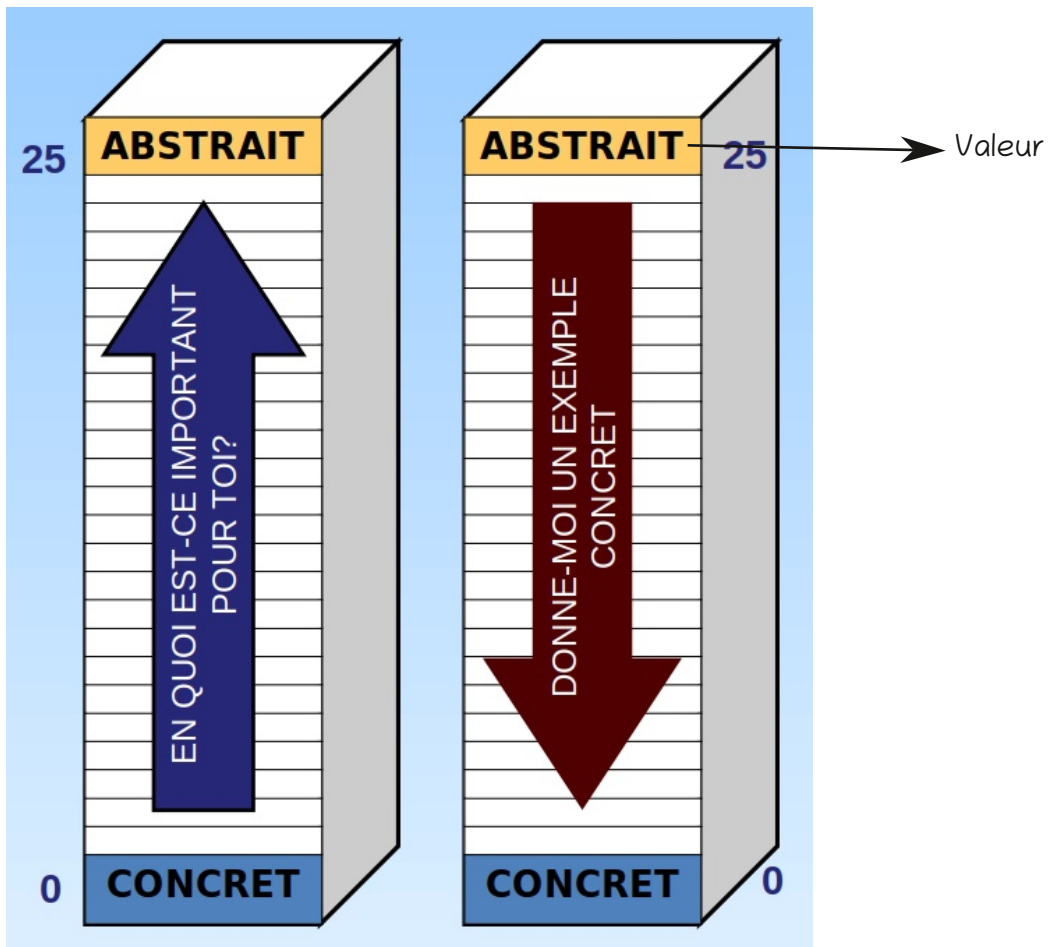 ABSTRAIT
25
EN QUOI EST-CE IMPORTANT
POUR TOI?
0
CONCRET
ABSTRAIT
25
Valeur
DONNE-MOI UN EXEMPLE
CONCRET
CONCRET
0